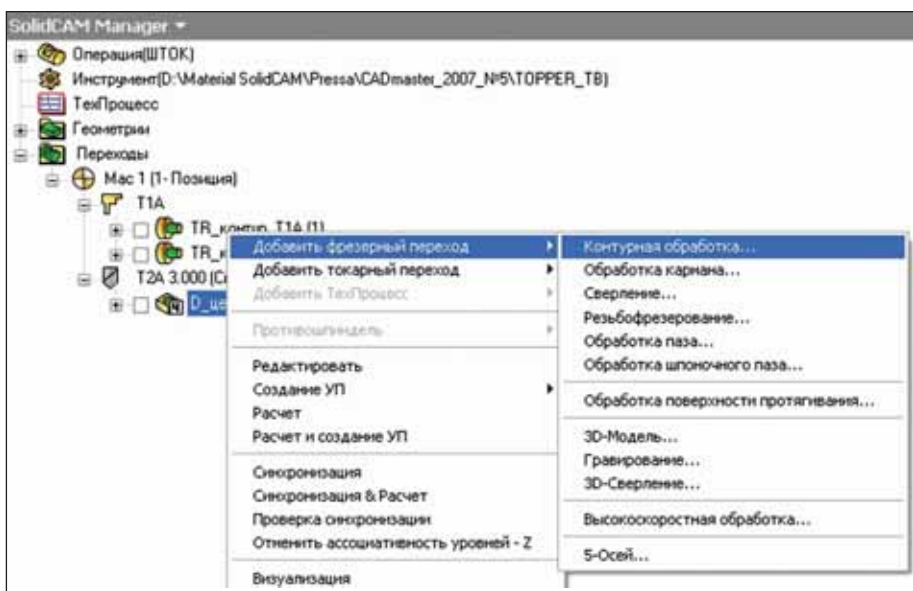 SolidCAM Manager
Операция(ШТОК)
Инструмент(D:\Material SolidCAM\Pressa\CADmaster_2007_№5\TOPPER_TB)
ТехПроцесс
Геометрии
Переходы
Mac 1 (1- Позиция)
T1A
TR_контур_T1A (1)
TR_к
T2A 3.000 (С
D_це
Добавить фрезерный переход
Добавить токарный переход
Добавить ТехПроцесс
Противошпиндель
Редактировать
Создание УП
Расчет
Расчет и создание УП
Синхронизация
Синхронизация & Расчет
Проверка синхронизации
Отменить ассоциативность уровней - Z
Визуализация
Контурная обработка...
Обработка кармана...
Сверление...
Резьбофрезерование...
Обработка паза...
Обработка шпоночного паза...
Обработка поверхности протягивания...
3D-Модель...
Гравирование...
3D-Сверление...
Высокоскоростная обработка...
5-Осей...